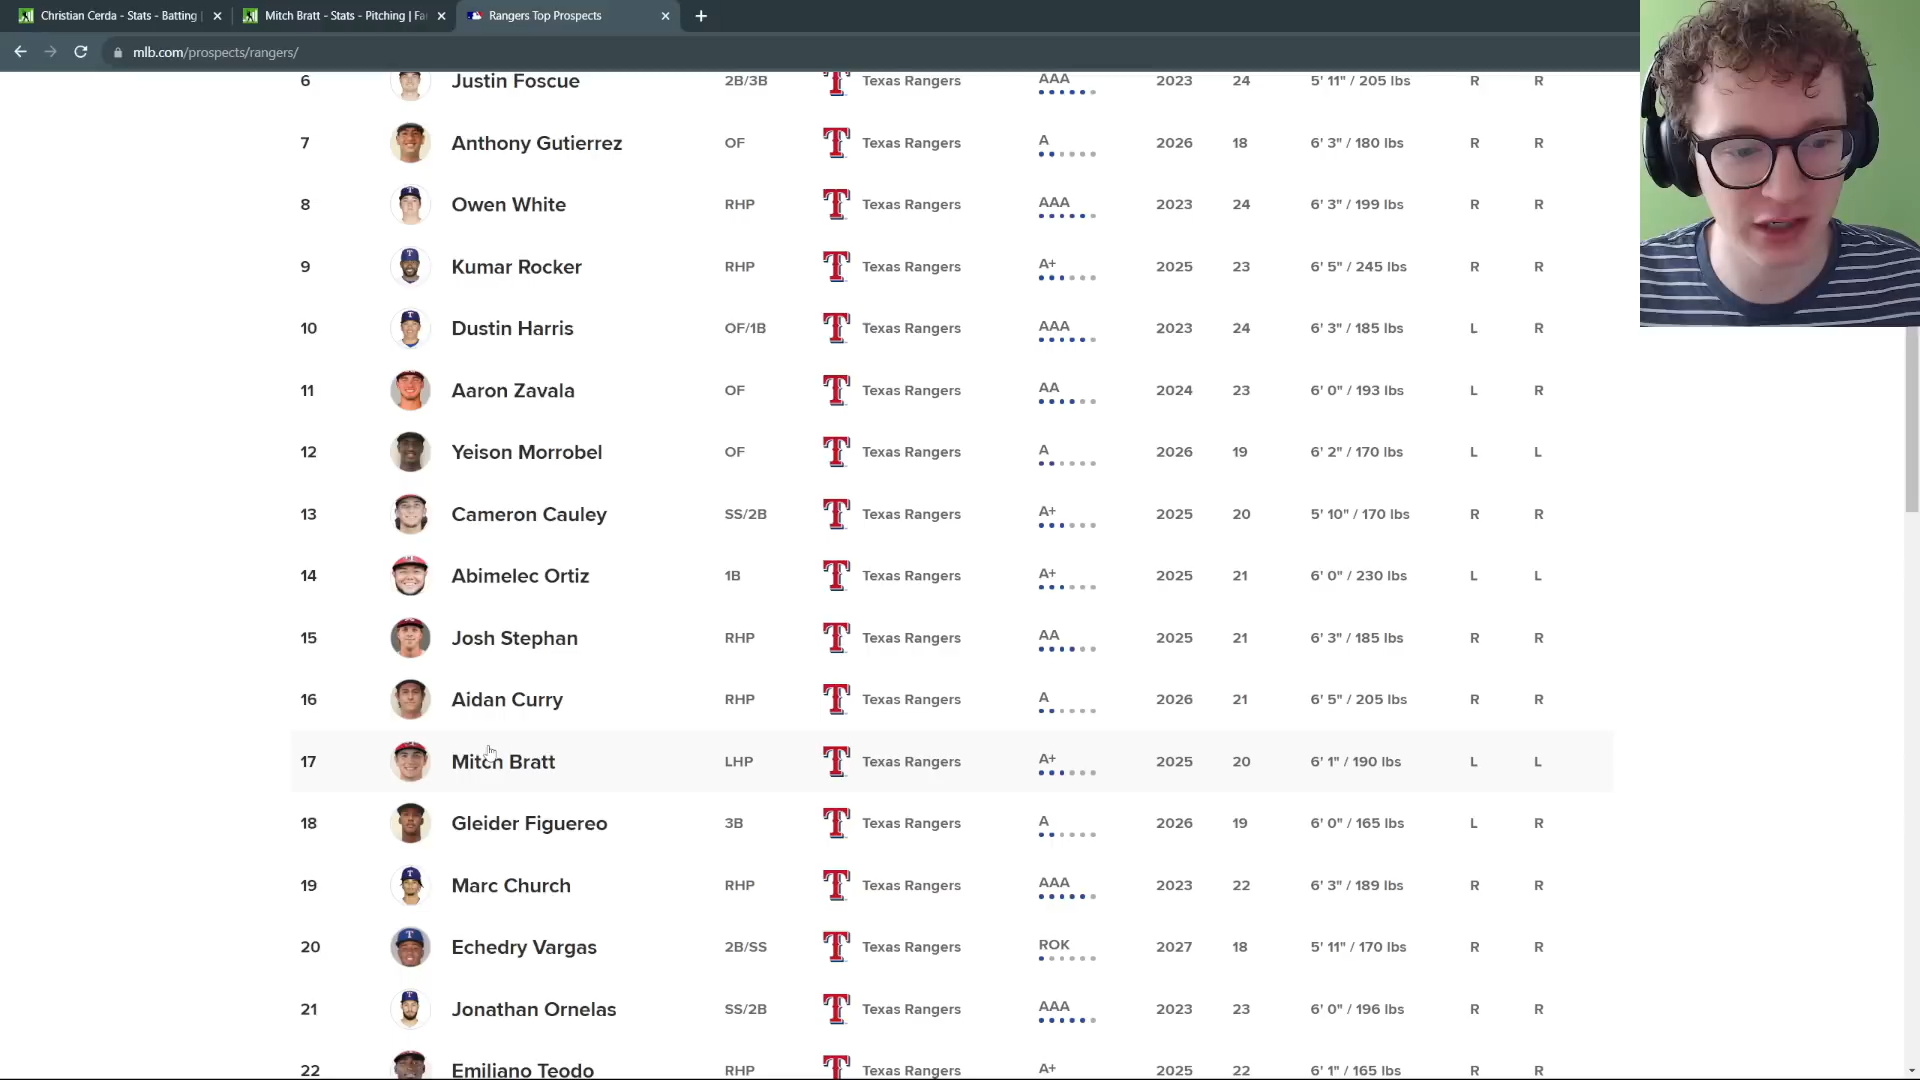 Christian Cerda - Stats - Batting
Mitch Bratt - Stats - Pitching | Fa
Rangers Top Prospects
mlb.com/prospects/rangers/
6 Justin Foscue 2B/3B Texas Rangers AAA 2023 24 5' 11" / 205 lbs R R
7 Anthony Gutierrez OF Texas Rangers A 2026 18 6' 3" / 180 lbs R R
8 Owen White RHP Texas Rangers AAA 2023 24 6' 3" / 199 lbs R R
9 Kumar Rocker RHP Texas Rangers A+ 2025 23 6' 5" / 245 lbs R R
10 Dustin Harris OF/1B Texas Rangers AAA 2023 24 6' 3" / 185 lbs L R
11 Aaron Zavala OF Texas Rangers AA 2024 23 6' 0" / 193 lbs L R
12 Yeison Morrobel OF Texas Rangers A 2026 19 6' 2" / 170 lbs L L
13 Cameron Cauley SS/2B Texas Rangers A+ 2025 20 5' 10" / 170 lbs R R
14 Abimelec Ortiz 1B Texas Rangers A+ 2025 21 6' 0" / 230 lbs L L
15 Josh Stephan RHP Texas Rangers AA 2025 21 6' 3" / 185 lbs R R
16 Aidan Curry RHP Texas Rangers A 2026 21 6' 5" / 205 lbs R R
17 Mitch Bratt LHP Texas Rangers A+ 2025 20 6' 1" / 190 lbs L L
18 Gleider Figuereo 3B Texas Rangers A 2026 19 6' 0" / 165 lbs L R
19 Marc Church RHP Texas Rangers AAA 2023 22 6' 3" / 189 lbs R R
20 Echedry Vargas 2B/SS Texas Rangers ROK 2027 18 5' 11" / 170 lbs R R
21 Jonathan Ornelas SS/2B Texas Rangers AAA 2023 23 6' 0" / 196 lbs R R
22 Emiliano Teodo RHP Texas Rangers A+ 2025 22 6' 1" / 165 lbs R R